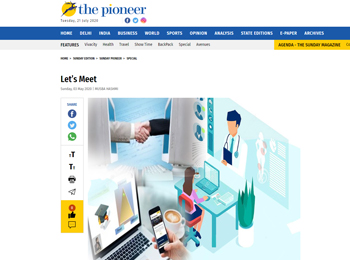 the pioneer
Tuesday, 21 July 2020
HOME DELHI INDIA BUSINESS WORLD SPORTS OPINION ANALYSIS STATE EDITIONS E-PAPER ARCHIVES
FEATURES Vivacity Health Travel Show Time BackPack Special Avenues AGENDA - THE SUNDAY MAGAZINE
HOME > SUNDAY EDITION > SUNDAY PIONEER > SPECIAL
Let's Meet
Sunday, 03 May 2020 | MUSBA HASHMI
SHARE